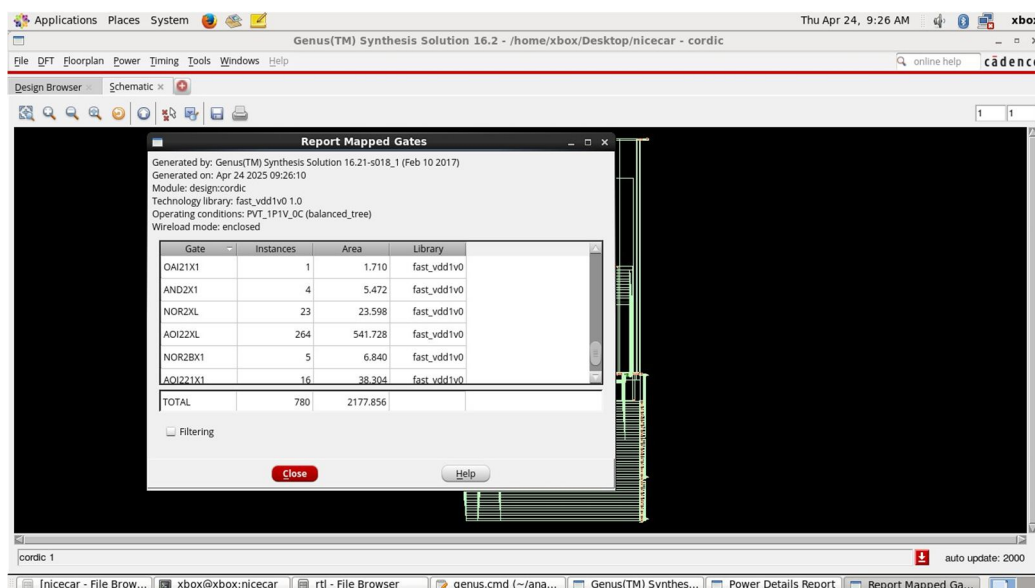 Applications Places System Thu Apr 24, 9:26 AM xbo
Genus(TM) Synthesis Solution 16.2 - /home/xbox/Desktop/nicecar - cordic
File DFT Floorplan Power Timing Tools Windows Help online help cādence
Design Browser Schematic
1 1
Report Mapped Gates
Generated by: Genus(TM) Synthesis Solution 16.21-s018_1 (Feb 10 2017)
Generated on: Apr 24 2025 09:26:10
Module: design:cordic
Technology library: fast_vdd1v0 1.0
Operating conditions: PVT_1P1V_0C (balanced_tree)
Wireload mode: enclosed
Gate Instances Area Library
OAI21X1 1 1.710 fast_vdd1v0
AND2X1 4 5.472 fast_vdd1v0
NOR2XL 23 23.598 fast_vdd1v0
AOI22XL 264 541.728 fast_vdd1v0
NOR2BX1 5 6.840 fast_vdd1v0
AOI221X1 16 38.304 fast_vdd1v0
TOTAL 780 2177.856
Filtering
Close Help
cordic 1 auto update: 2000
[nicecar - File Brow... xbox@xbox:nicecar rtl - File Browser genus.cmd (~/ana... Genus(TM) Synthes... Power Details Report Report Mapped Ga...